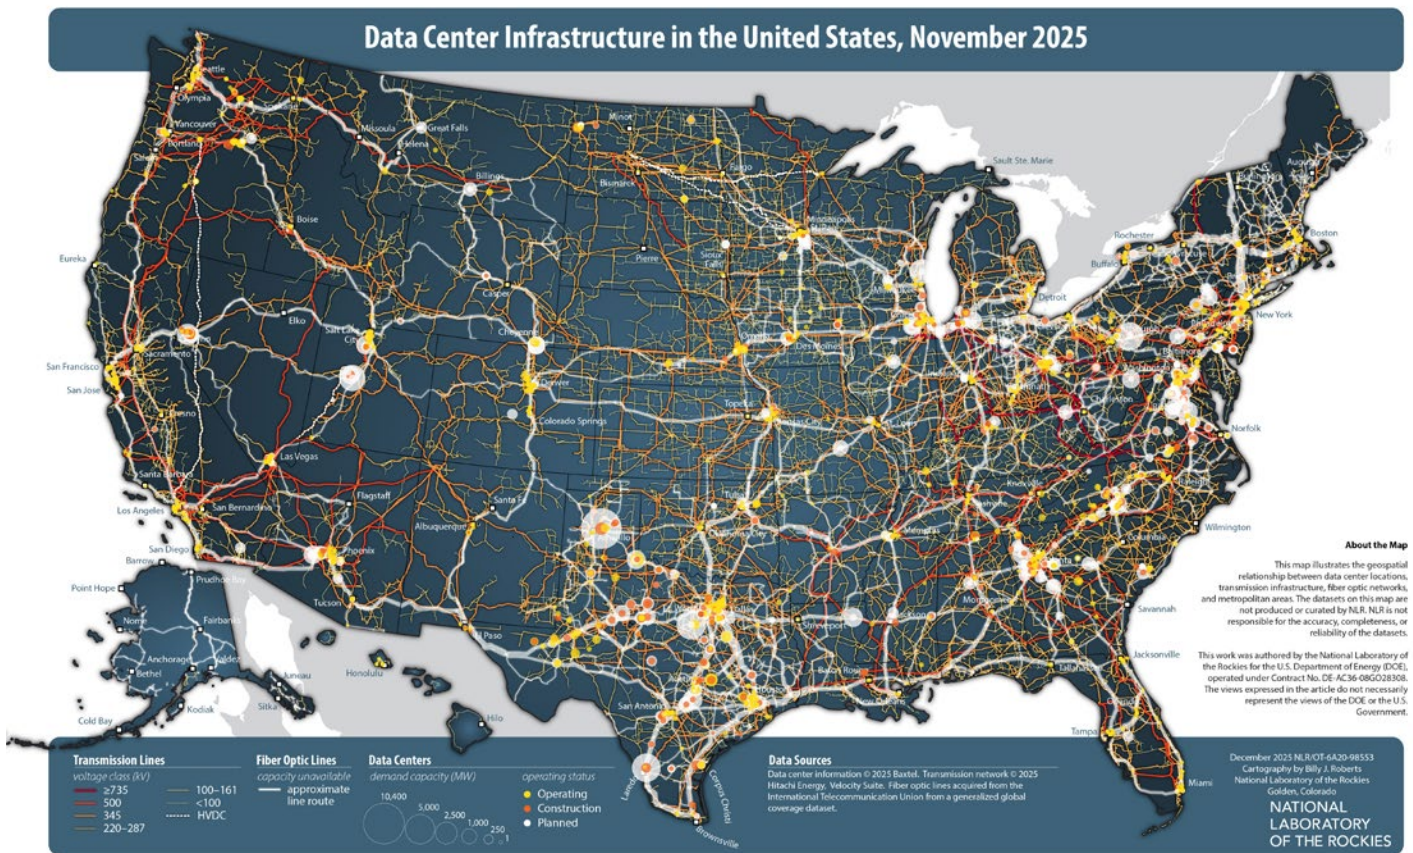 Data Center Infrastructure in the United States, November 2025
Seattle
Olympia
Vancouver
Portland
Missoula
Great Falls
Helena
Billings
Boise
Minot
Bismarck
Fargo
Pierre
Sioux
Falls
Minneapolis
Sault Ste. Marie
Augusta
Rochester
Buffalo
Boston
Detroit
New York
Eureka
Elko
Casper
Cheyenne
Salt Lake
City
Sacramento
San Francisco
San Jose
Fresno
Denver
Colorado Springs
Des Moines
Topeka
Kansas City
Charleston
Norfolk
Las Vegas
Santa Barbara
Los Angeles
San Bernardino
San Diego
Flagstaff
Phoenix
Tucson
Santa Fe
Albuquerque
El Paso
Tulsa
Memphis
Knoxville
Raleigh
Wilmington
Columbia
Montgomery
Savannah
Jackson
Shreveport
Baton Rouge
New Orleans
Houston
San Antonio
Laredo
Corpus Christi
Brownsville
Tallahassee
Jacksonville
Tampa
Miami
Barrow
Prudhoe Bay
Point Hope
Nome
Fairbanks
Anchorage
Valdez
Bethel
Juneau
Sitka
Kodiak
Cold Bay
Honolulu
Hilo
About the Map
This map illustrates the geospatial
relationship between data center locations,
transmission infrastructure, fiber optic networks,
and metropolitan areas. The datasets on this map are
not produced or curated by NLR. NLR is not
responsible for the accuracy, completeness, or
reliability of the datasets.
This work was authored by the National Laboratory of
the Rockies for the U.S. Department of Energy (DOE),
operated under Contract No. DE-AC36-08GO28308.
The views expressed in the article do not necessarily
represent the views of the DOE or the U.S.
Government.
Transmission Lines
voltage class (kV)
≥735
500
345
220–287
100–161
<100
HVDC
Fiber Optic Lines
capacity unavailable
approximate
line route
Data Centers
demand capacity (MW)
10,400
5,000
2,500
1,000
250
1
operating status
Operating
Construction
Planned
Data Sources
Data center information © 2025 Baxtel. Transmission network © 2025
Hitachi Energy, Velocity Suite. Fiber optic lines acquired from the
International Telecommunication Union from a generalized global
coverage dataset.
December 2025 NLR/OT-6A20-98553
Cartography by Billy J. Roberts
National Laboratory of the Rockies
Golden, Colorado
NATIONAL
LABORATORY
OF THE ROCKIES